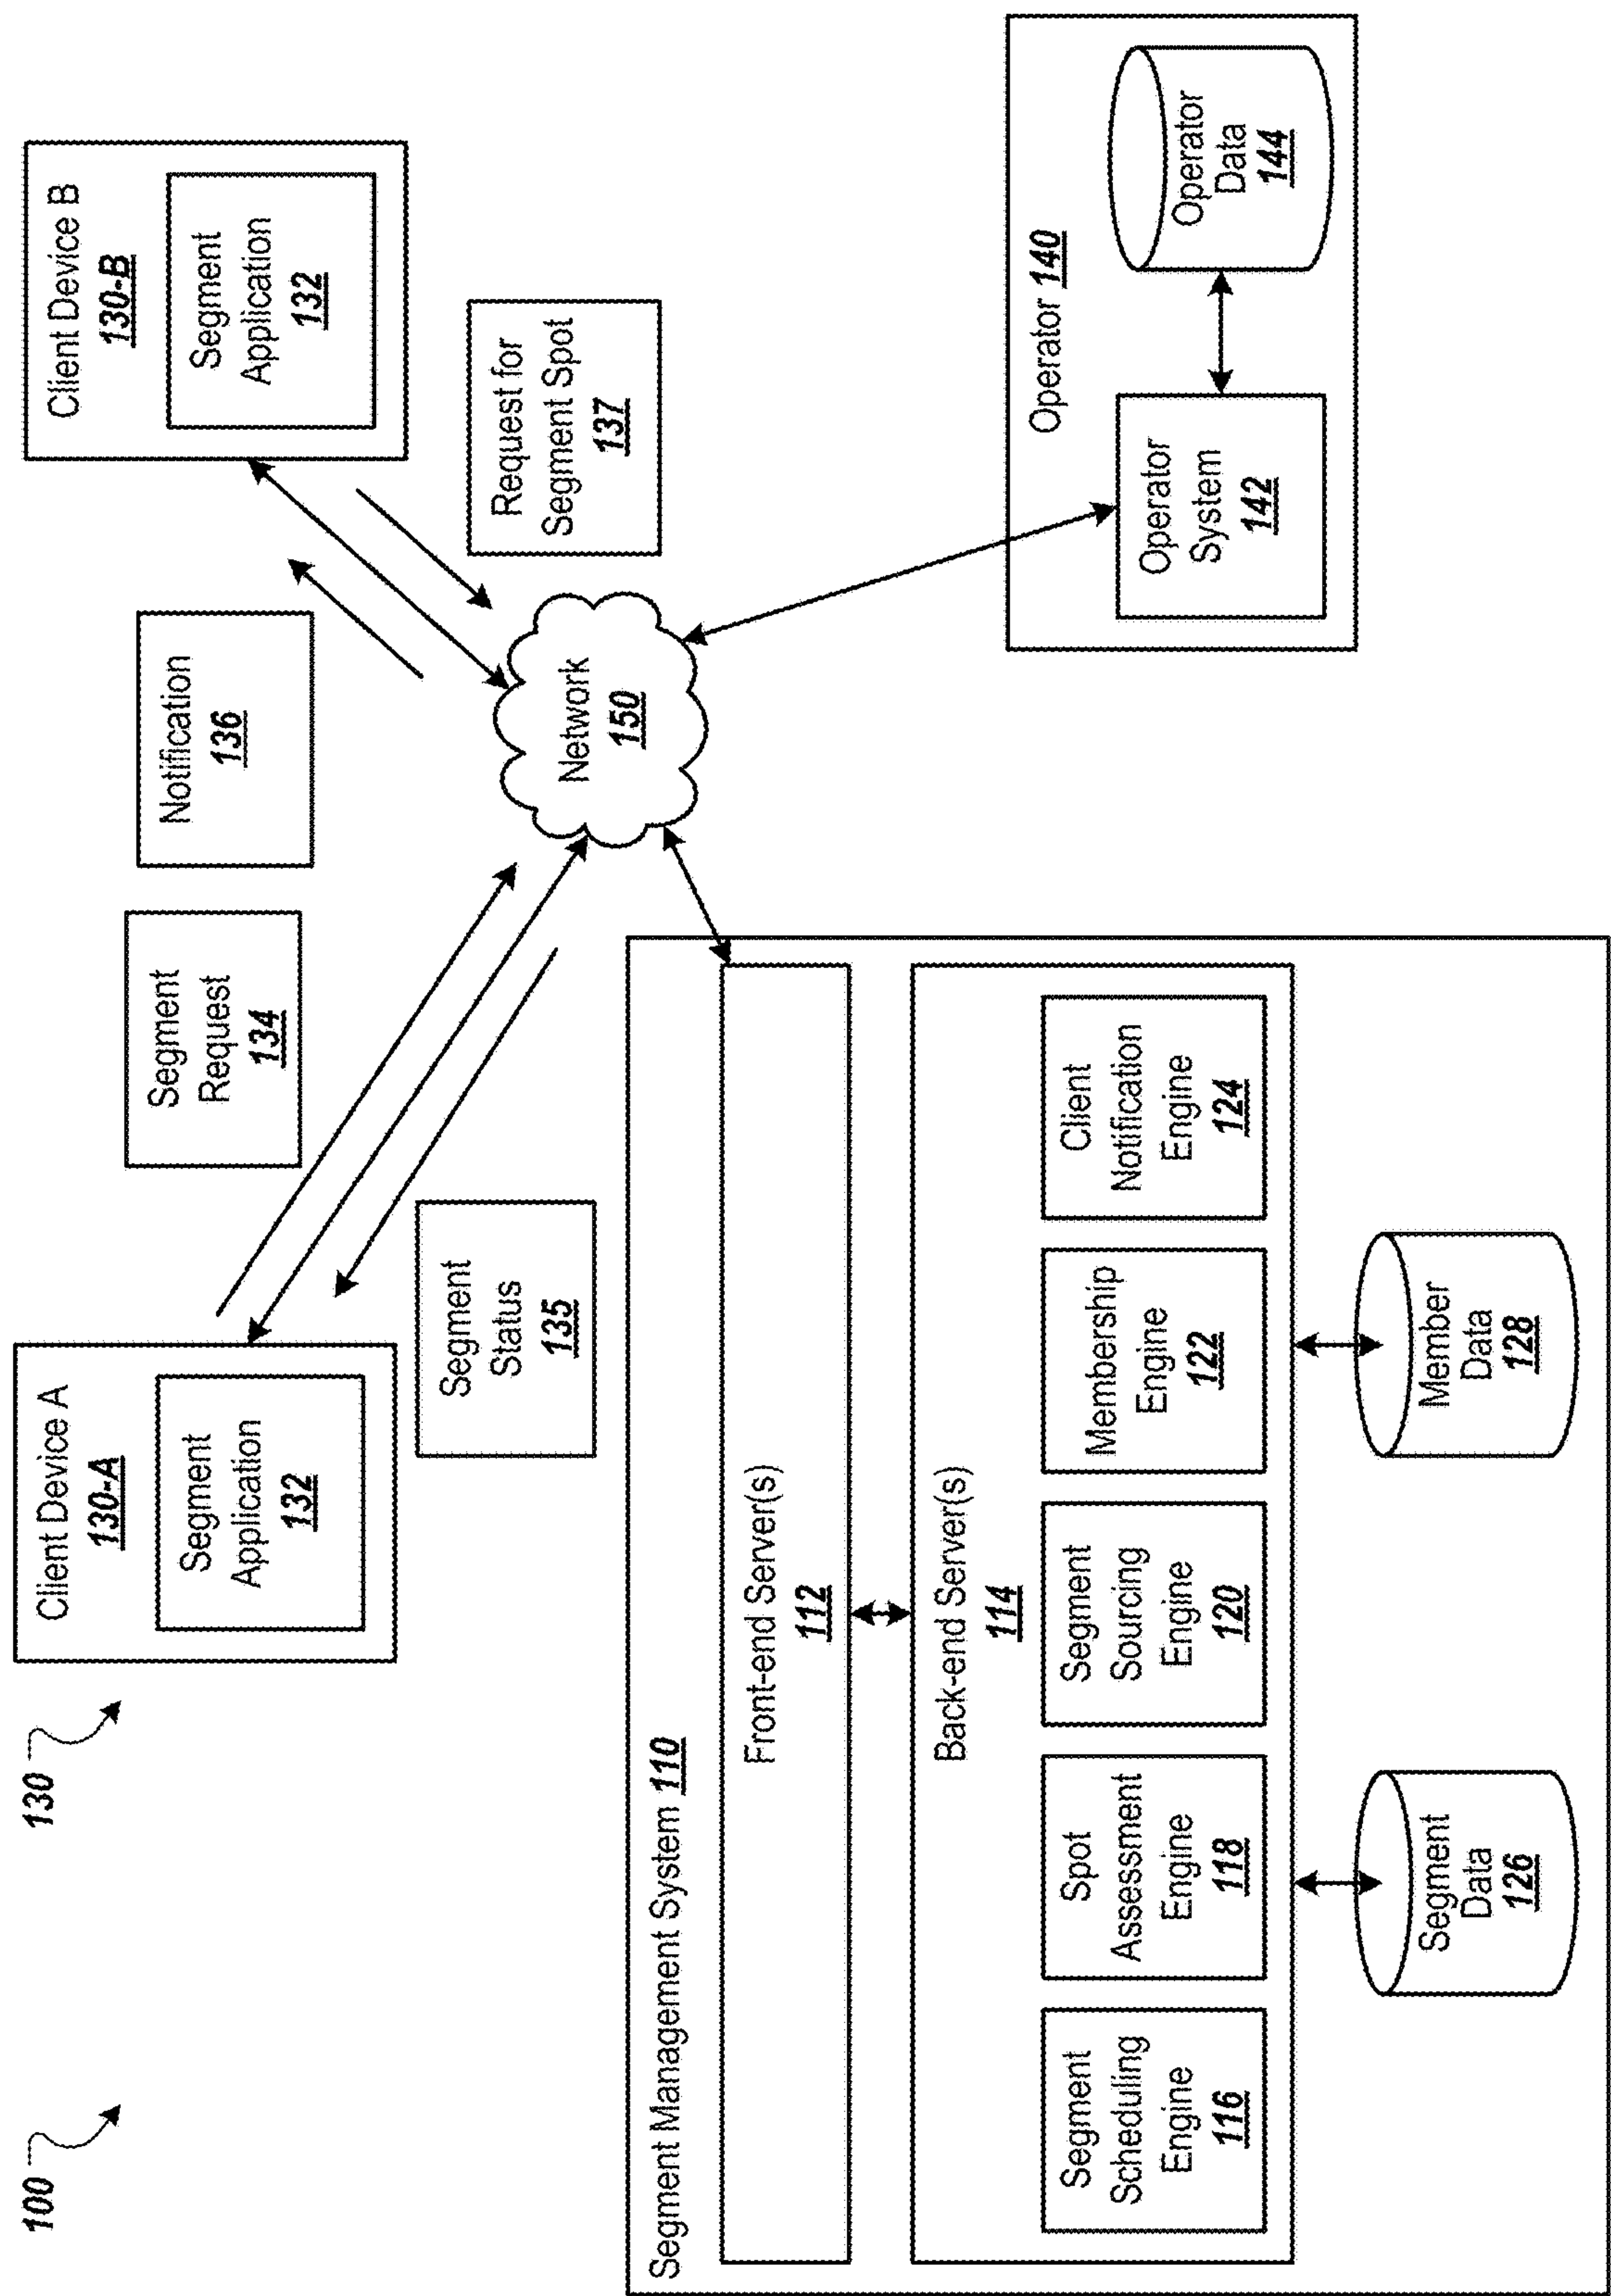 100
130
Client Device A
130-A
Segment
Application
132
Segment
Request
134
Segment
Status
135
Notification
136
Client Device B
130-B
Segment
Application
132
Request for
Segment Spot
137
Network
150
Segment Management System 110
Front-end Server(s)
112
Back-end Server(s)
114
Segment
Scheduling
Engine
116
Spot
Assessment
Engine
118
Segment
Sourcing
Engine
120
Membership
Engine
122
Client
Notification
Engine
124
Segment
Data
126
Member
Data
128
Operator 140
Operator
System
142
Operator
Data
144